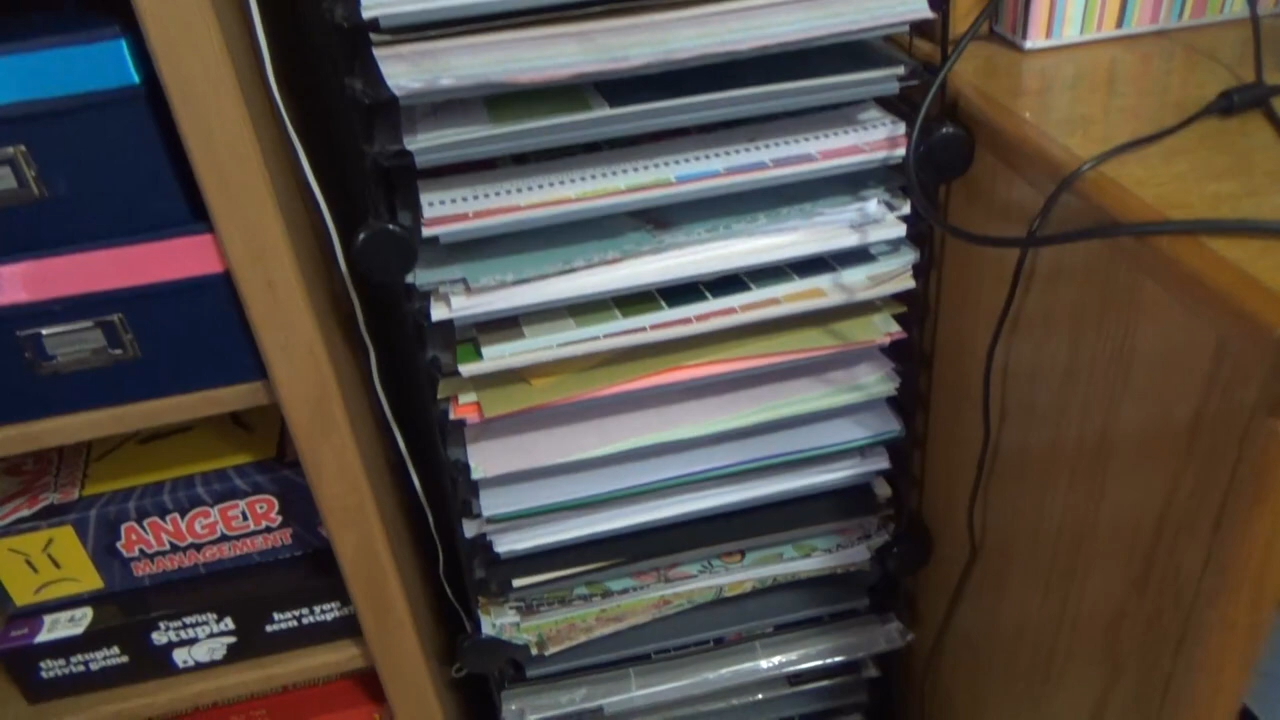 ANGER
MANAGEMENT
I'm With
Stupid
have you
seen stupid?
the stupid
trivia game